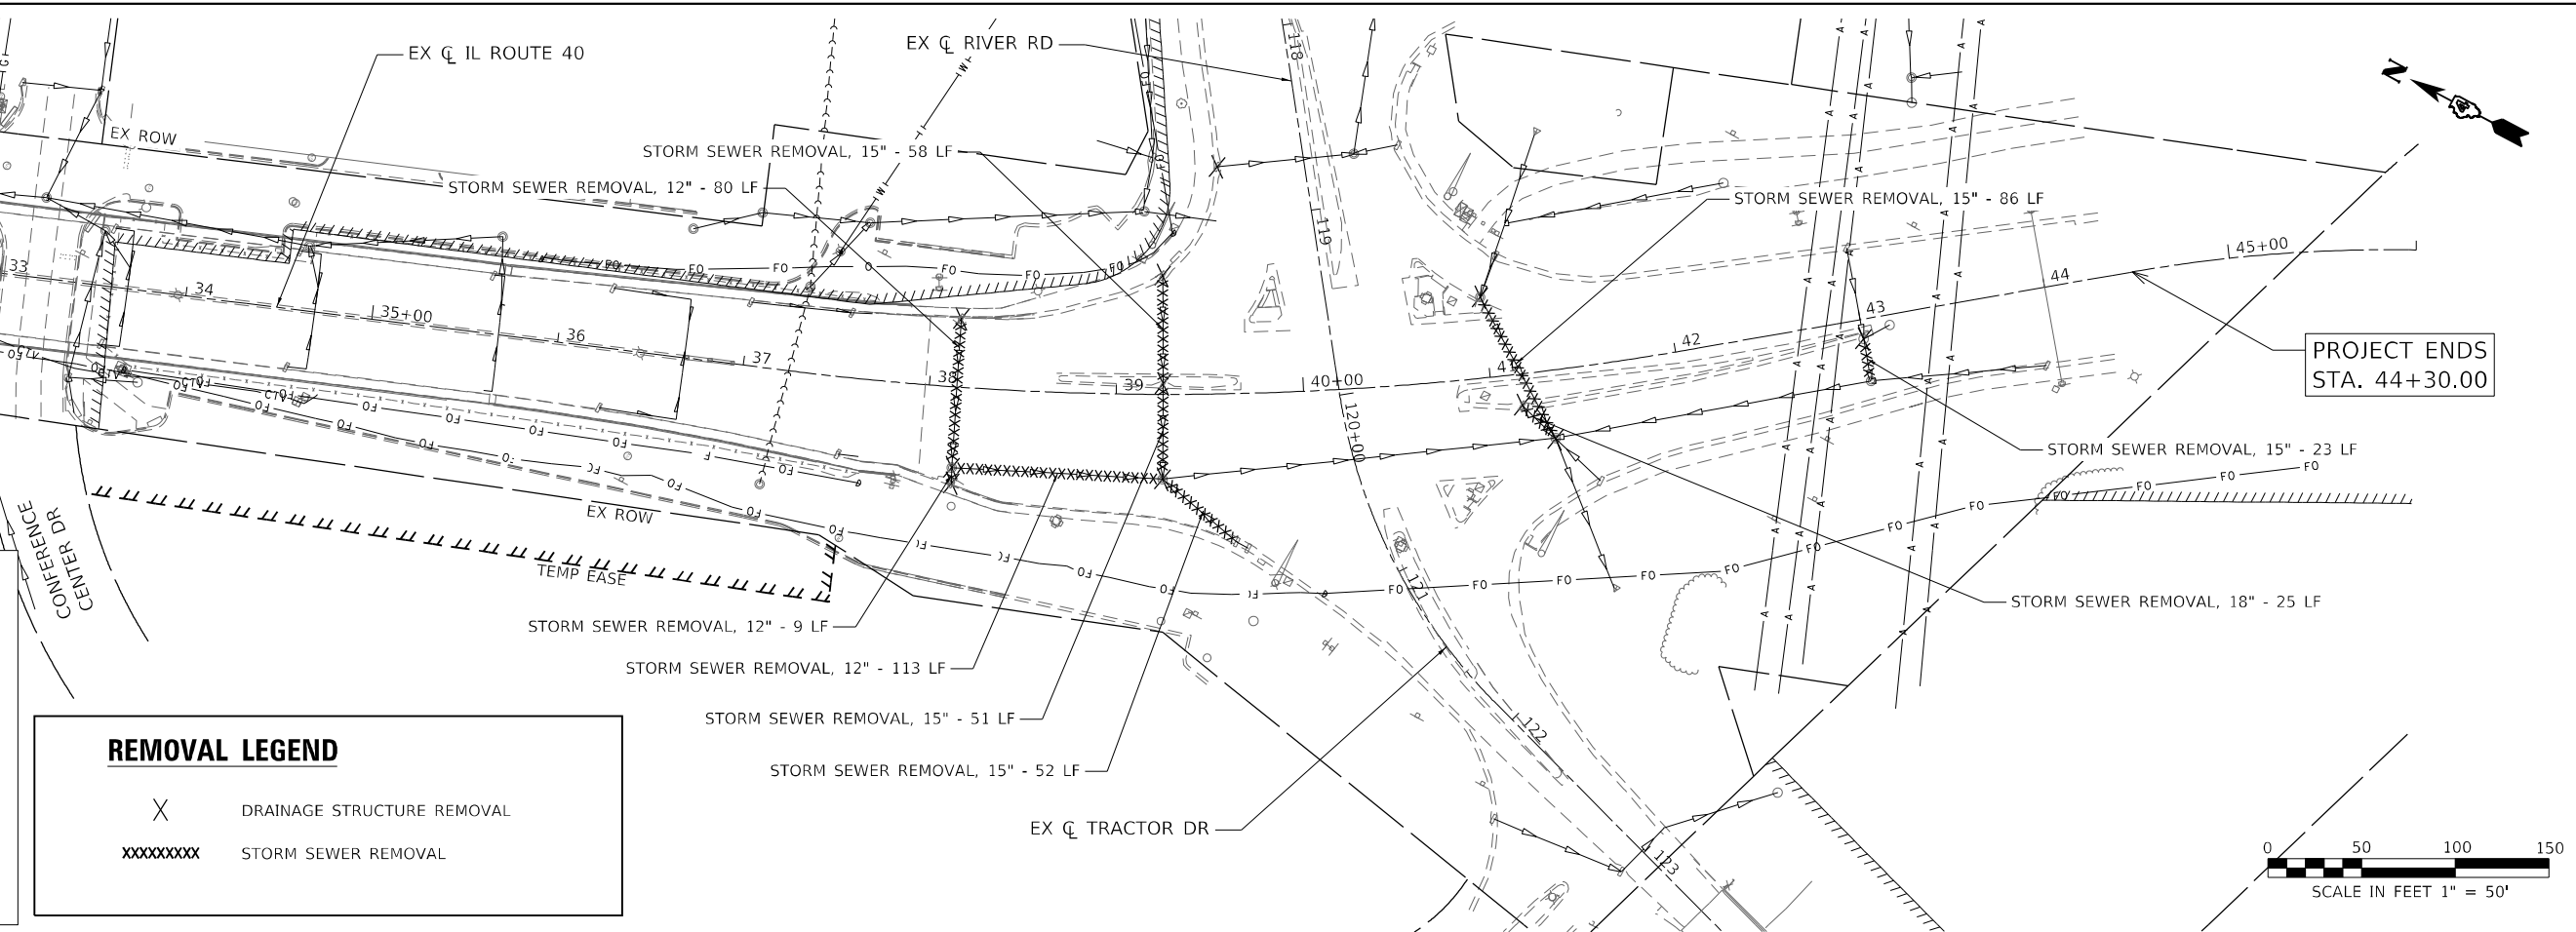 EX ℄ IL ROUTE 40
EX ℄ RIVER RD
N
EX ROW
STORM SEWER REMOVAL, 15" - 58 LF
STORM SEWER REMOVAL, 12" - 80 LF
STORM SEWER REMOVAL, 15" - 86 LF
118
119
120+00
121
122
123
33
34
35+00
36
37
38
39
40+00
41
42
43
44
45+00
PROJECT ENDS
STA. 44+30.00
STORM SEWER REMOVAL, 15" - 23 LF
EX ROW
CONFERENCE
CENTER DR
TEMP EASE
STORM SEWER REMOVAL, 18" - 25 LF
STORM SEWER REMOVAL, 12" - 9 LF
STORM SEWER REMOVAL, 12" - 113 LF
STORM SEWER REMOVAL, 15" - 51 LF
STORM SEWER REMOVAL, 15" - 52 LF
EX ℄ TRACTOR DR
REMOVAL LEGEND
X DRAINAGE STRUCTURE REMOVAL
XXXXXXXXX STORM SEWER REMOVAL
0 50 100 150
SCALE IN FEET 1" = 50'